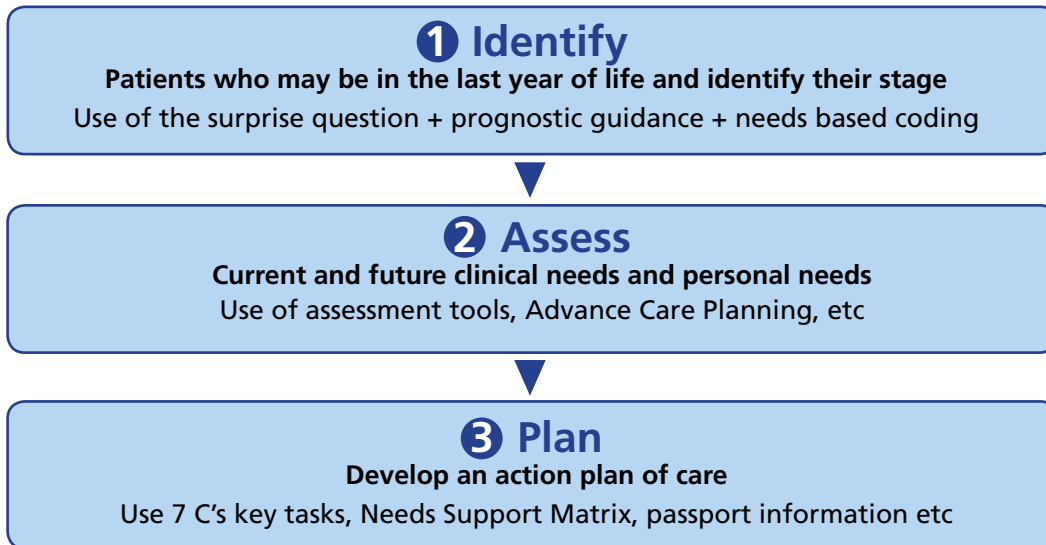 1 Identify
Patients who may be in the last year of life and identify their stage
Use of the surprise question + prognostic guidance + needs based coding
2 Assess
Current and future clinical needs and personal needs
Use of assessment tools, Advance Care Planning, etc
3 Plan
Develop an action plan of care
Use 7 C's key tasks, Needs Support Matrix, passport information etc